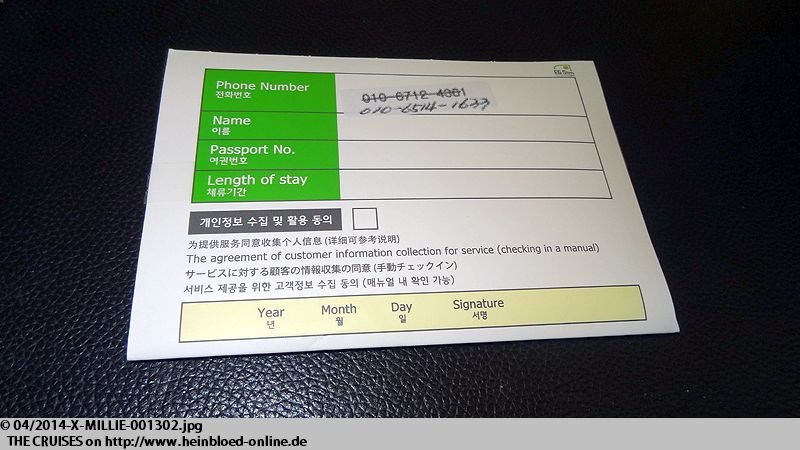 EG Sim
Phone Number
전화번호
010-6712-4381
010-6514-1633
Name
이름
Passport No.
여권번호
Length of stay
체류기간
개인정보 수집 및 활용 동의
为提供服务同意收集个人信息 (详细可参考说明)
The agreement of customer information collection for service (checking in a manual)
サービスに対する顧客の情報収集の同意 (手動チェックイン)
서비스 제공을 위한 고객정보 수집 동의 (매뉴얼 내 확인 가능)
Year Month Day Signature
년 월 일 서명
© 04/2014-X-MILLIE-001302.jpg
THE CRUISES on http://www.heinbloed-online.de